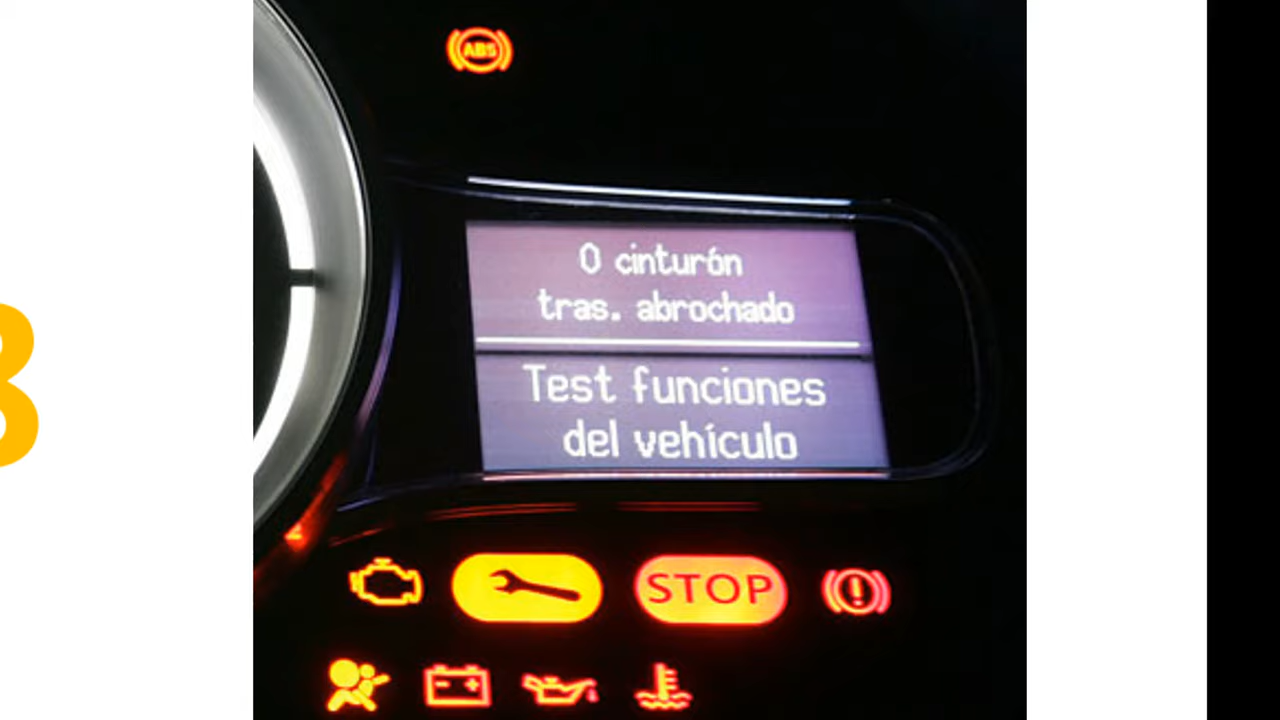 ABS
0 cinturón
tras. abrochado
Test funciones
del vehículo
STOP